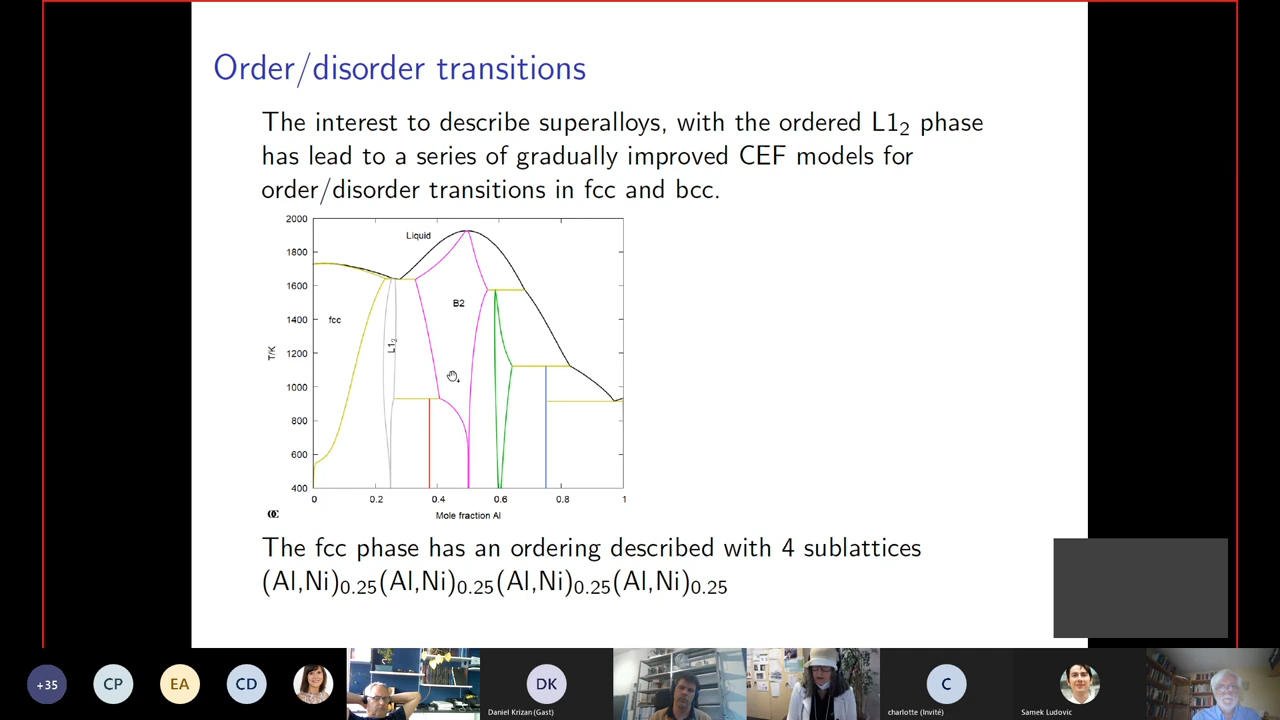 Order/disorder transitions
The interest to describe superalloys, with the ordered L1₂ phase
has lead to a series of gradually improved CEF models for
order/disorder transitions in fcc and bcc.
2000
1800
1600
1400
1200
1000
800
600
400
T/K
Liquid
fcc
L1₂
B2
0
0.2
0.4
0.6
0.8
1
Mole fraction Al
OC
The fcc phase has an ordering described with 4 sublattices
(Al,Ni)₀.₂₅(Al,Ni)₀.₂₅(Al,Ni)₀.₂₅(Al,Ni)₀.₂₅
+35
CP
EA
CD
DK
Daniel Krizan (Gast)
C
charlotte (Invité)
Samek Ludovic